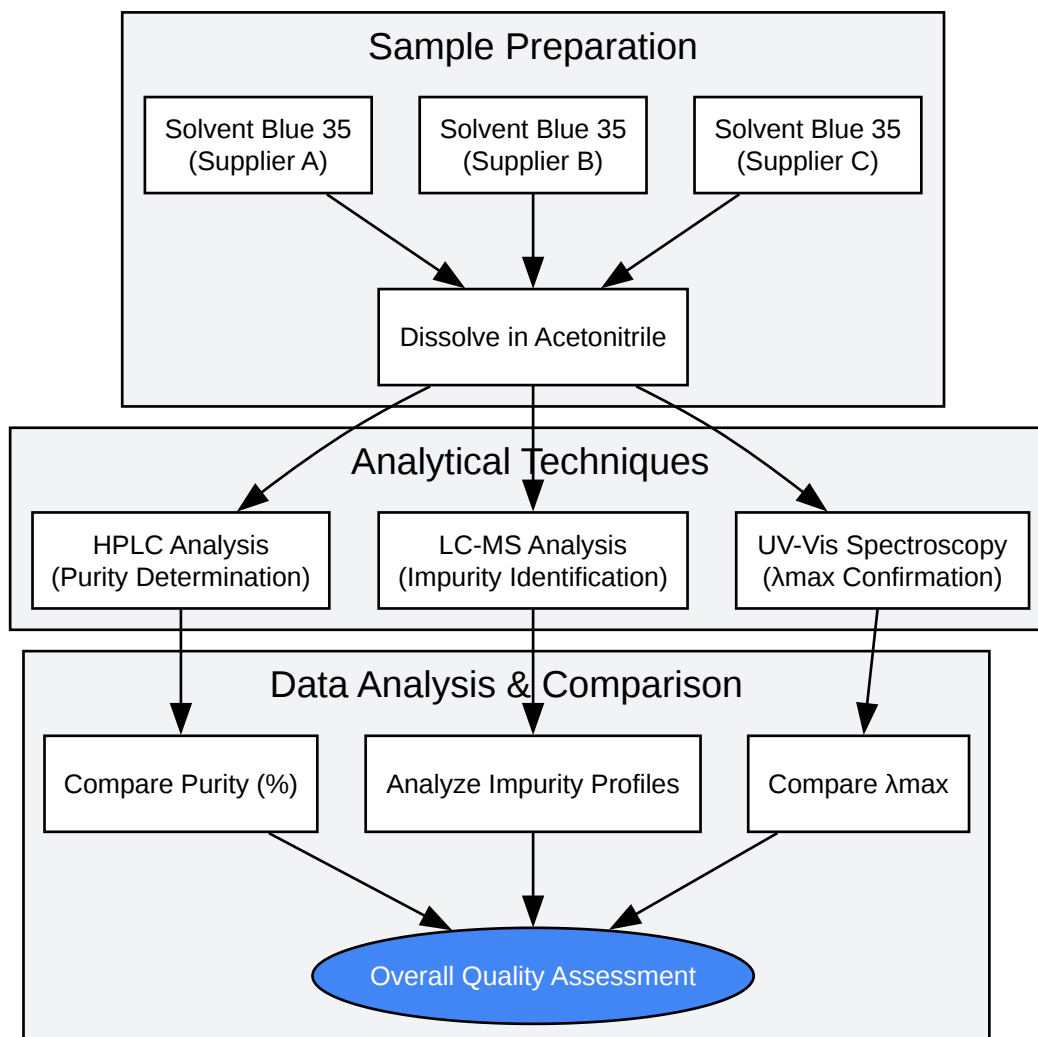 Sample Preparation
Solvent Blue 35
(Supplier A)
Solvent Blue 35
(Supplier B)
Solvent Blue 35
(Supplier C)
Dissolve in Acetonitrile
Analytical Techniques
HPLC Analysis
(Purity Determination)
LC-MS Analysis
(Impurity Identification)
UV-Vis Spectroscopy
(λmax Confirmation)
Data Analysis & Comparison
Compare Purity (%)
Analyze Impurity Profiles
Compare λmax
Overall Quality Assessment